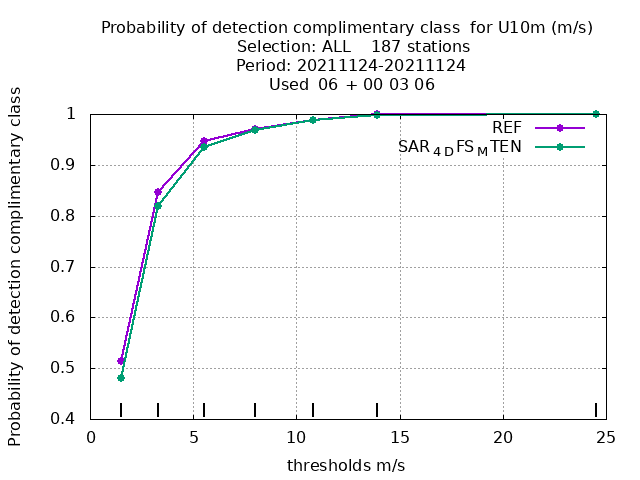 Probability of detection complimentary class  for U10m (m/s)
Selection: ALL    187 stations
Period: 20211124-20211124
Used  06 + 00 03 06
Probability of detection complimentary class
1
0.9
0.8
0.7
0.6
0.5
0.4
REF
SAR4DFSMTEN
0
5
10
15
20
25
thresholds m/s